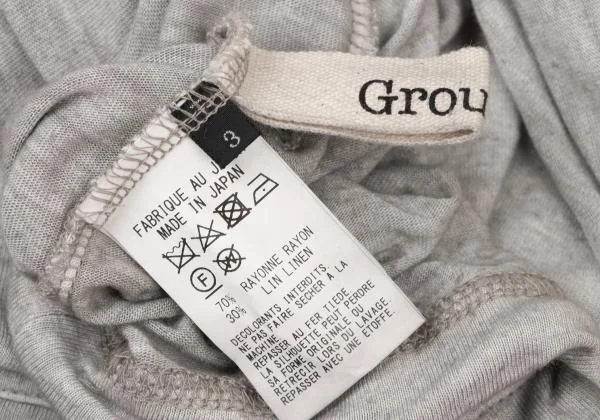 Grou
3
FABRIQUE AU J
MADE IN JAPAN
F W
70% RAYONNE RAYON
30% LIN LINEN
DECOLORANTS INTERDITS.
NE PAS FAIRE SECHER A LA
MACHINE.
REPASSER AU FER TIEDE
LA SILHOUETTE PEUT PERDRE
SA FORME ORIGINALE OU
RETRECIR LORS DU LAVAGE.
REPASSER AVEC UNE ETOFFE.